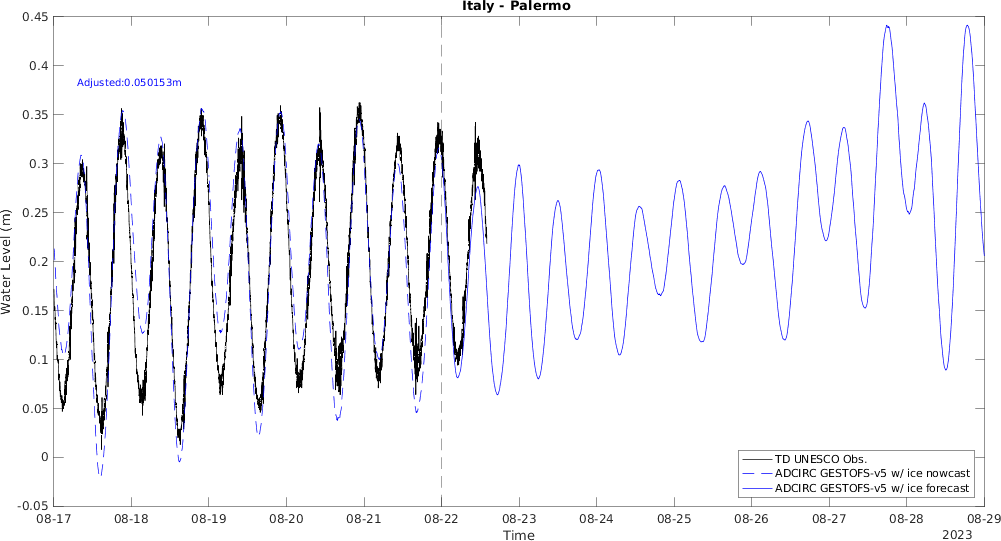 Italy - Palermo
Adjusted:0.050153m
Water Level (m)
0.45
0.4
0.35
0.3
0.25
0.2
0.15
0.1
0.05
0
-0.05
TD UNESCO Obs.
ADCIRC GESTOFS-v5 w/ ice nowcast
ADCIRC GESTOFS-v5 w/ ice forecast
08-17 08-18 08-19 08-20 08-21 08-22 08-23 08-24 08-25 08-26 08-27 08-28 08-29
Time
2023